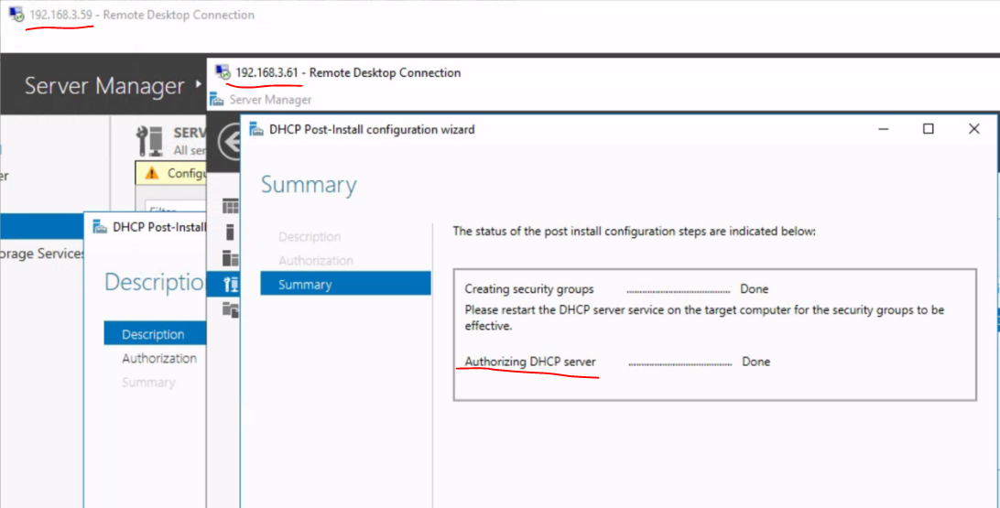 192.168.3.59 - Remote Desktop Connection
Server Manager
192.168.3.61 - Remote Desktop Connection
Server Manager
SERV
All ser
Configu
DHCP Post-Install configuration wizard
Summary
Description
Authorization
Summary
The status of the post install configuration steps are indicated below:
Creating security groups ........................................ Done
Please restart the DHCP server service on the target computer for the security groups to be
effective.
Authorizing DHCP server ........................................ Done
er
orage Services
DHCP Post-Install
Descriptio
Description
Authorization
Summary